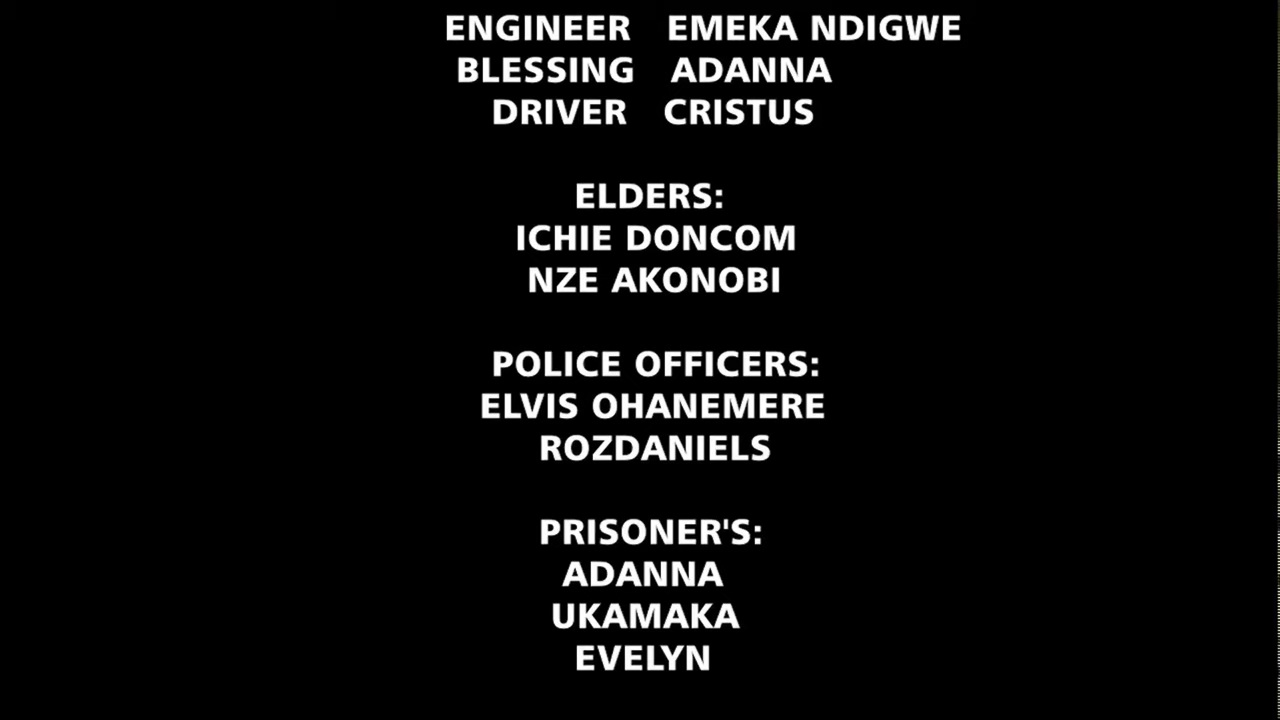 ENGINEER EMEKA NDIGWE
BLESSING ADANNA
DRIVER CRISTUS
ELDERS:
ICHIE DONCOM
NZE AKONOBI
POLICE OFFICERS:
ELVIS OHANEMERE
ROZDANIELS
PRISONER'S:
ADANNA
UKAMAKA
EVELYN